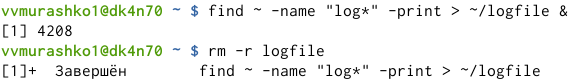 vvmurashko1@dk4n70 ~ $ find ~ -name "log*" -print > ~/logfile &
[1] 4208
vvmurashko1@dk4n70 ~ $ rm -r logfile
[1]+  Завершён        find ~ -name "log*" -print > ~/logfile